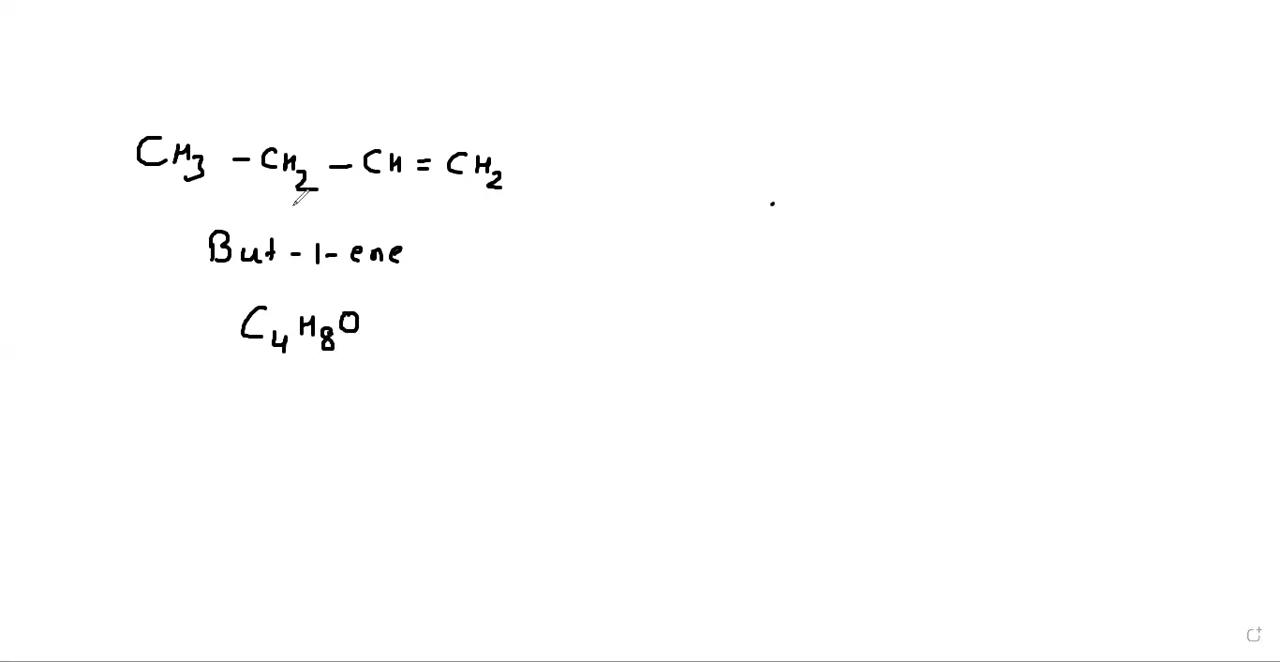 CH₃ – CH₂ – CH = CH₂
But - 1 - ene
C₄H₈O